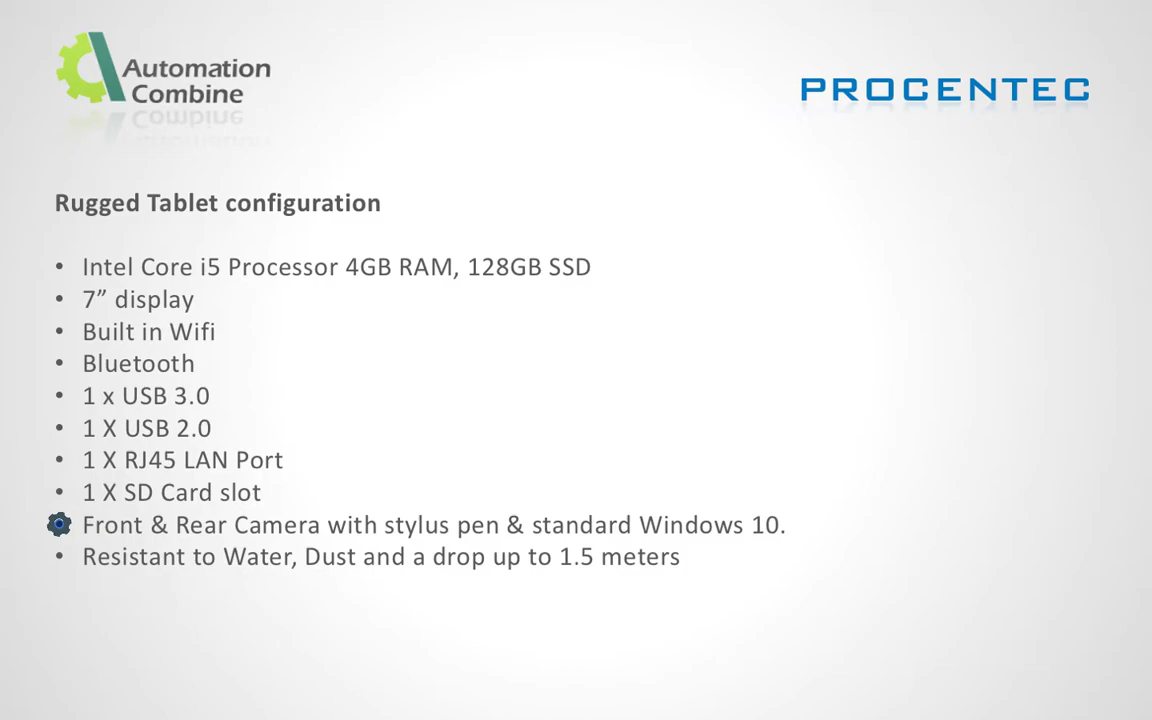 Automation
Combine
PROCENTEC
Rugged Tablet configuration
• Intel Core i5 Processor 4GB RAM, 128GB SSD
• 7” display
• Built in Wifi
• Bluetooth
• 1 x USB 3.0
• 1 X USB 2.0
• 1 X RJ45 LAN Port
• 1 X SD Card slot
Front & Rear Camera with stylus pen & standard Windows 10.
• Resistant to Water, Dust and a drop up to 1.5 meters